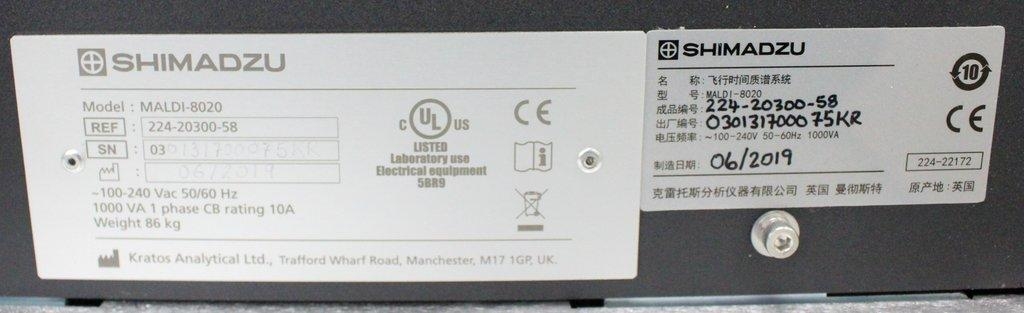 SHIMADZU
Model : MALDI-8020
REF : 224-20300-58
SN : 030131700075KR
: 06/2019
~100-240 Vac 50/60 Hz
1000 VA 1 phase CB rating 10A
Weight 86 kg
C UL US
LISTED
Laboratory use
Electrical equipment
5BR9
CE
i
Kratos Analytical Ltd., Trafford Wharf Road, Manchester, M17 1GP, UK.
SHIMADZU
名 称: 飞行时间质谱系统
型 号: MALDI-8020
成品编号: 224-20300-58
出厂编号: 030131700075KR
电压频率: ~100-240V 50-60Hz 1000VA
制造日期: 06/2019
10
CE
224-22172
克雷托斯分析仪器有限公司 英国 曼彻斯特 原产地: 英国